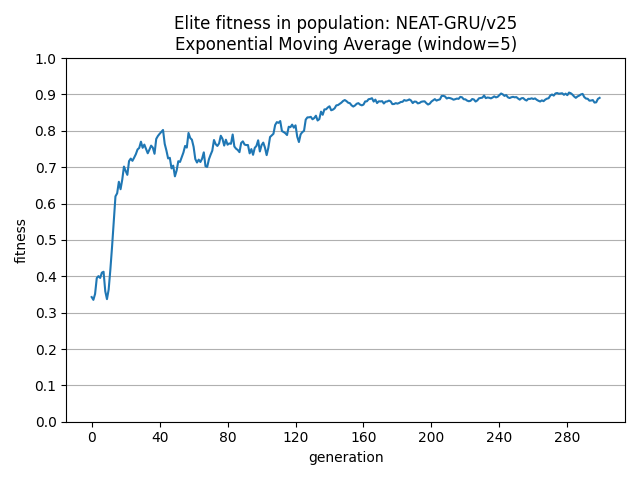 Elite fitness in population: NEAT-GRU/v25
Exponential Moving Average (window=5)
1.0
0.9
0.8
0.7
0.6
0.5
0.4
0.3
0.2
0.1
0.0
fitness
0 40 80 120 160 200 240 280
generation